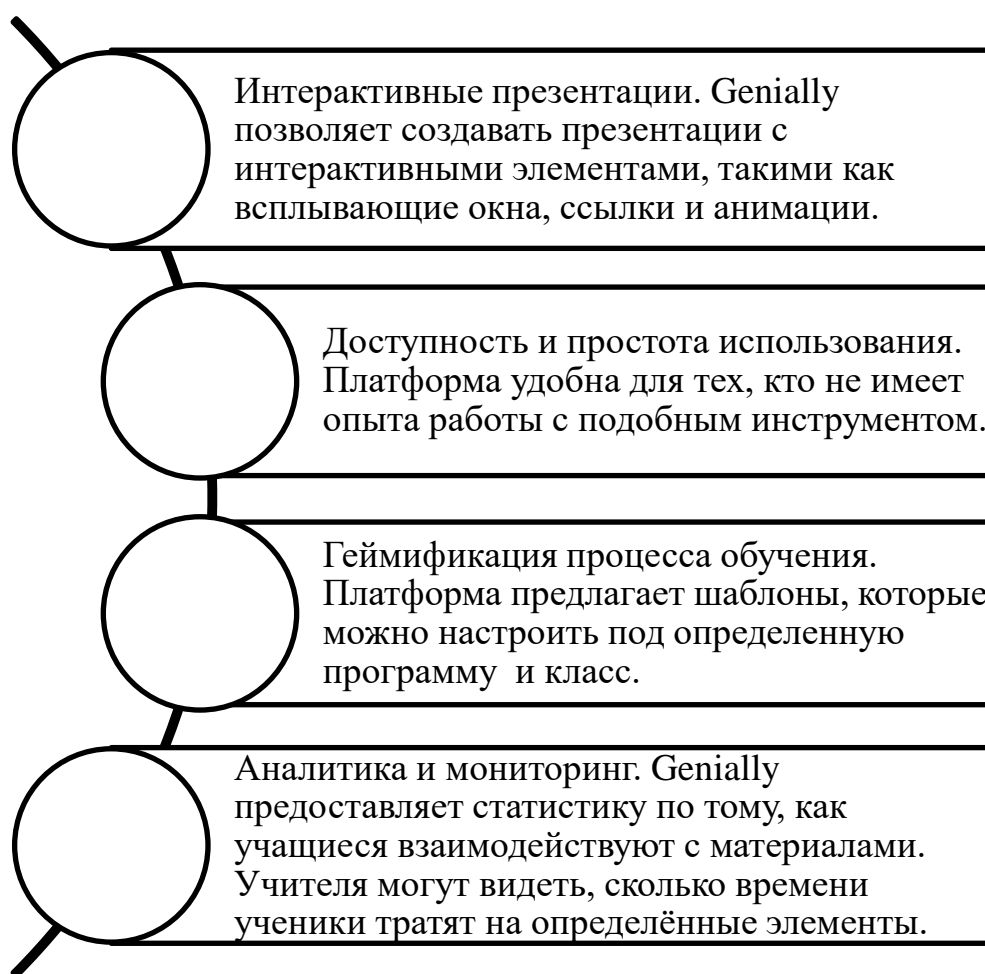 Интерактивные презентации. Genially
позволяет создавать презентации с
интерактивными элементами, такими как
всплывающие окна, ссылки и анимации.
Доступность и простота использования.
Платформа удобна для тех, кто не имеет
опыта работы с подобным инструментом.
Геймификация процесса обучения.
Платформа предлагает шаблоны, которые
можно настроить под определенную
программу  и класс.
Аналитика и мониторинг. Genially
предоставляет статистику по тому, как
учащиеся взаимодействуют с материалами.
Учителя могут видеть, сколько времени
ученики тратят на определённые элементы.